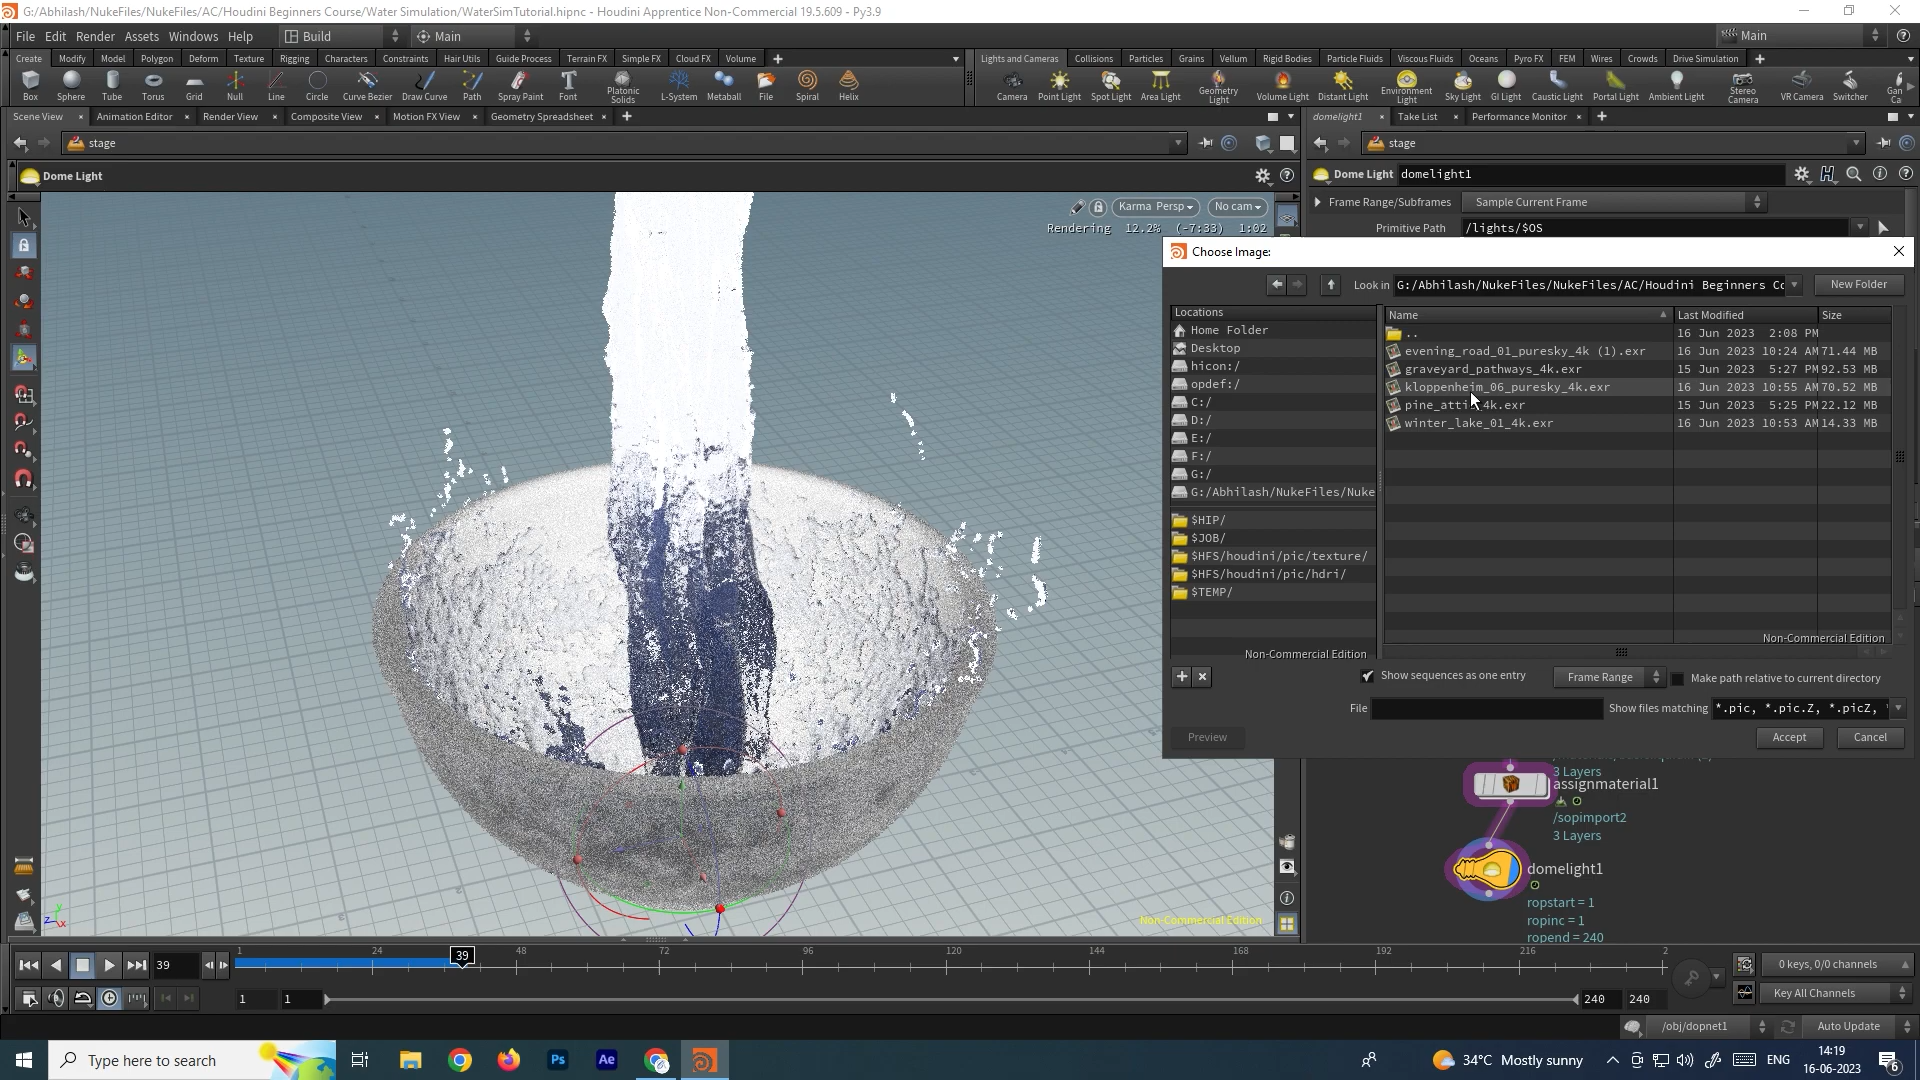 G:/Abhilash/NukeFiles/NukeFiles/AC/Houdini Beginners Course/Water Simulation/WaterSimTutorial.hipnc - Houdini Apprentice Non-Commercial 19.5.609 - Py3.9
File Edit Render Assets Windows Help Build Main Main
Create Modify Model Polygon Deform Texture Rigging Characters Constraints Hair Utils Guide Process Terrain FX Simple FX Cloud FX Volume
Lights and Cameras Collisions Particles Grains Vellum Rigid Bodies Particle Fluids Viscous Fluids Oceans Pyro FX FEM Wires Crowds Drive Simulation
Box Sphere Tube Torus Grid Null Line Circle Curve Bezier Draw Curve Path Spray Paint Font Platonic Solids L-System Metaball File Spiral Helix
Camera Point Light Spot Light Area Light Geometry Light Volume Light Distant Light Environment Light Sky Light GI Light Caustic Light Portal Light Ambient Light Stereo Camera VR Camera Switcher Gan Ca
Scene View Animation Editor Render View Composite View Motion FX View Geometry Spreadsheet
domelight1 Take List Performance Monitor
stage
stage
Dome Light
Dome Light domelight1
Frame Range/Subframes Sample Current Frame
Primitive Path /lights/$OS
Karma Persp No cam
Rendering 12.2% (-7:33) 1:02
Choose Image:
Look in G:/Abhilash/NukeFiles/NukeFiles/AC/Houdini Beginners Co New Folder
Locations
Home Folder
Desktop
hicon:/
opdef:/
C:/
D:/
E:/
F:/
G:/
G:/Abhilash/NukeFiles/Nuke
$HIP/
$JOB/
$HFS/houdini/pic/texture/
$HFS/houdini/pic/hdri/
$TEMP/
Non-Commercial Edition
Name Last Modified Size
..  16 Jun 2023 2:08 PM
evening_road_01_puresky_4k (1).exr 16 Jun 2023 10:24 AM 71.44 MB
graveyard_pathways_4k.exr 15 Jun 2023 5:27 PM 92.53 MB
kloppenheim_06_puresky_4k.exr 16 Jun 2023 10:55 AM 70.52 MB
pine_atti 4k.exr 15 Jun 2023 5:25 PM 22.12 MB
winter_lake_01_4k.exr 16 Jun 2023 10:53 AM 14.33 MB
Non-Commercial Edition
Show sequences as one entry Frame Range Make path relative to current directory
File Show files matching *.pic, *.pic.Z, *.picZ,
Preview Accept Cancel
3 Layers
assignmaterial1
/sopimport2
3 Layers
domelight1
ropstart = 1
ropinc = 1
ropend = 240
Non-Commercial Edition
z y x
39
1 24 39 48 72 96 120 144 168 192 216 2
0 keys, 0/0 channels
1 1 240 240
Key All Channels
/obj/dopnet1 Auto Update
Type here to search
Ps Ae
34°C Mostly sunny ENG
14:19
16-06-2023
6